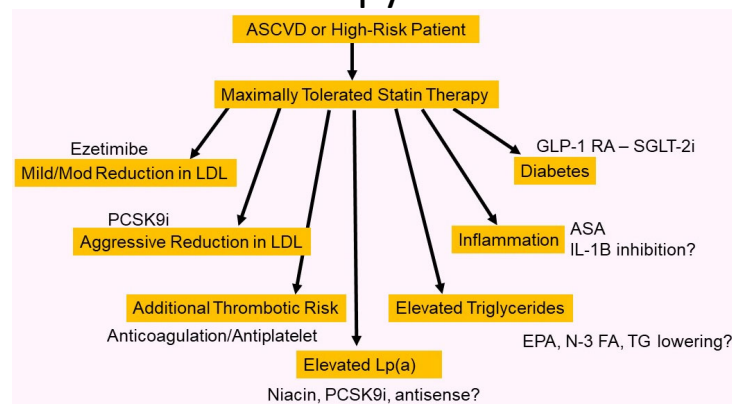 ASCVD or High-Risk Patient
Maximally Tolerated Statin Therapy
Ezetimibe
Mild/Mod Reduction in LDL
GLP-1 RA – SGLT-2i
Diabetes
PCSK9i
Aggressive Reduction in LDL
Inflammation
ASA
IL-1B inhibition?
Additional Thrombotic Risk
Anticoagulation/Antiplatelet
Elevated Triglycerides
EPA, N-3 FA, TG lowering?
Elevated Lp(a)
Niacin, PCSK9i, antisense?